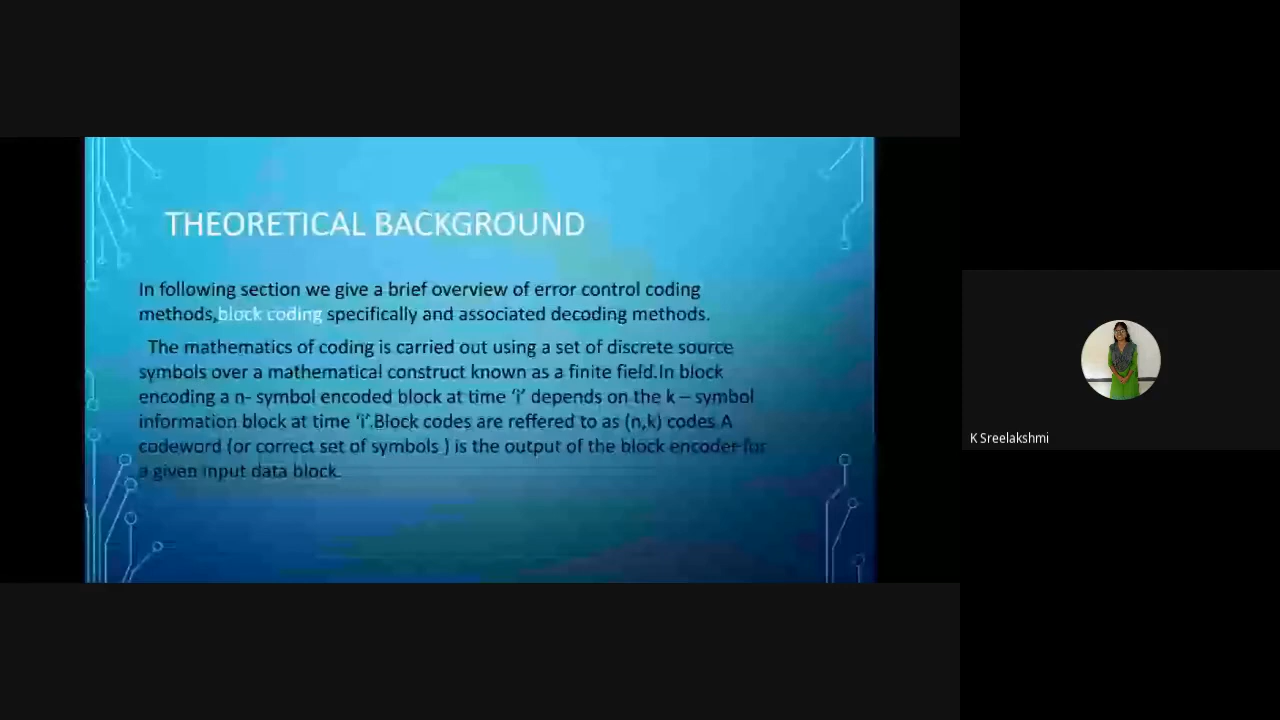 THEORETICAL BACKGROUND
In following section we give a brief overview of error control coding
methods,block coding specifically and associated decoding methods.
The mathematics of coding is carried out using a set of discrete source
symbols over a mathematical construct known as a finite field.In block
encoding a n- symbol encoded block at time ‘i’ depends on the k – symbol
information block at time ‘i’.Block codes are reffered to as (n,k) codes.A
codeword (or correct set of symbols ) is the output of the block encoder for
a given input data block.
K Sreelakshmi